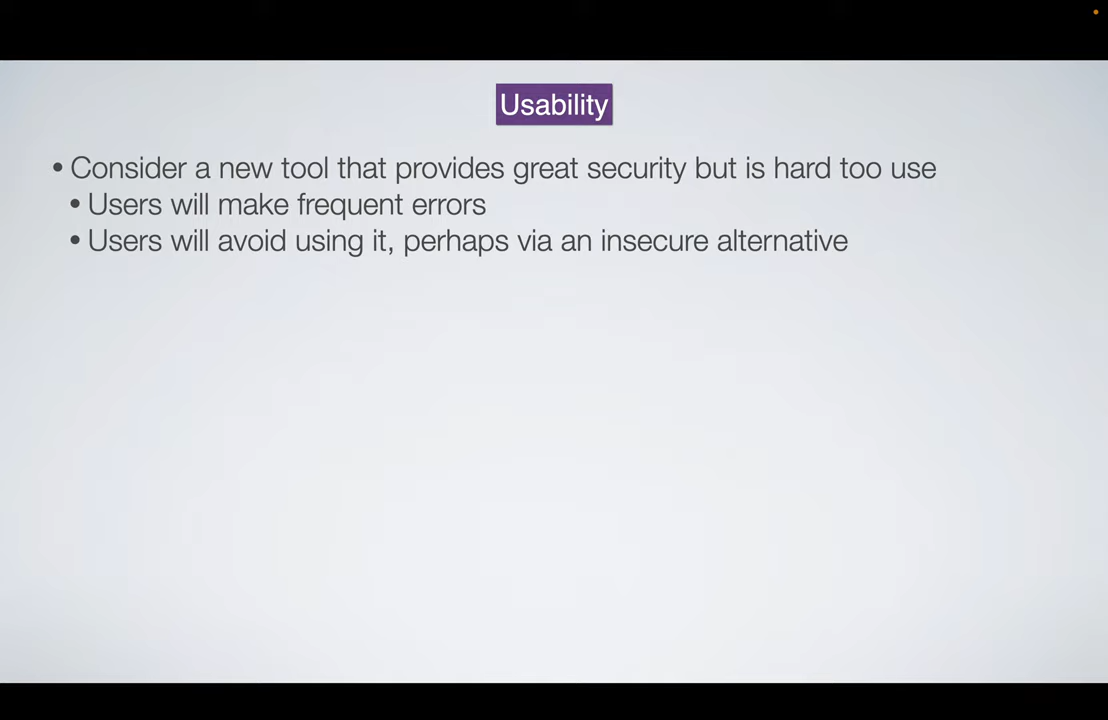 Usability
• Consider a new tool that provides great security but is hard too use
• Users will make frequent errors
• Users will avoid using it, perhaps via an insecure alternative